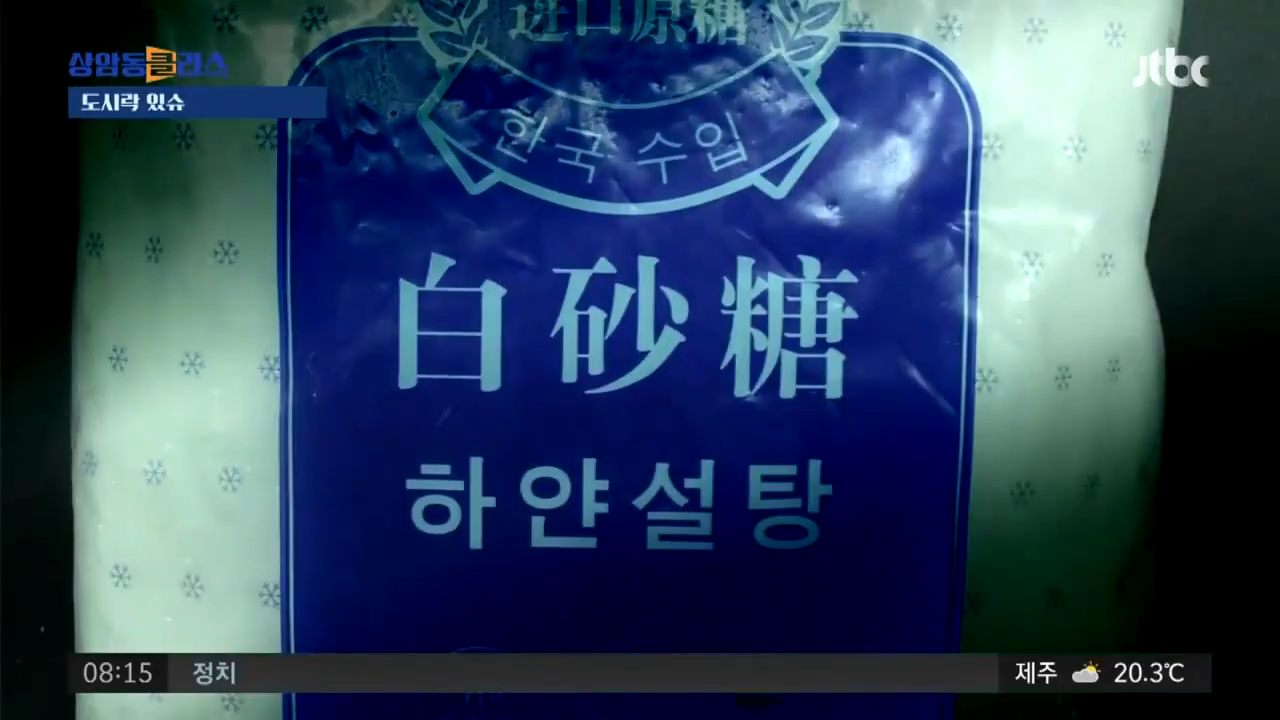 상암동클라스
jtbc
도시락 있슈
进口原糖
한국수입
白砂糖
하얀설탕
08:15 정치 제주 20.3℃